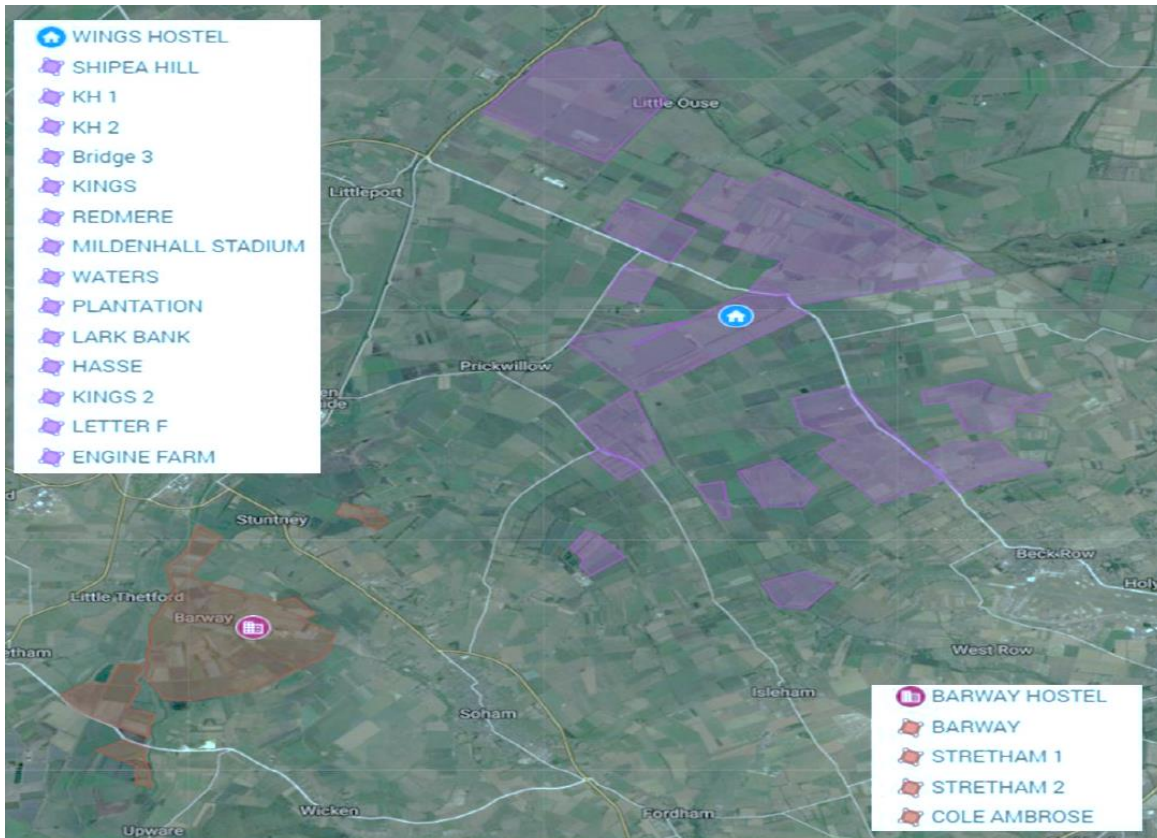 WINGS HOSTEL
SHIPEA HILL
KH 1
KH 2
Bridge 3
KINGS
REDMERE
MILDENHALL STADIUM
WATERS
PLANTATION
LARK BANK
HASSE
KINGS 2
LETTER F
ENGINE FARM
Little Ouse
Littleport
Prickwillow
Stuntney
Beck Row
Little Thetford
Barway
West Row
Isleham
Soham
Wicken
Fordham
Upware
BARWAY HOSTEL
BARWAY
STRETHAM 1
STRETHAM 2
COLE AMBROSE